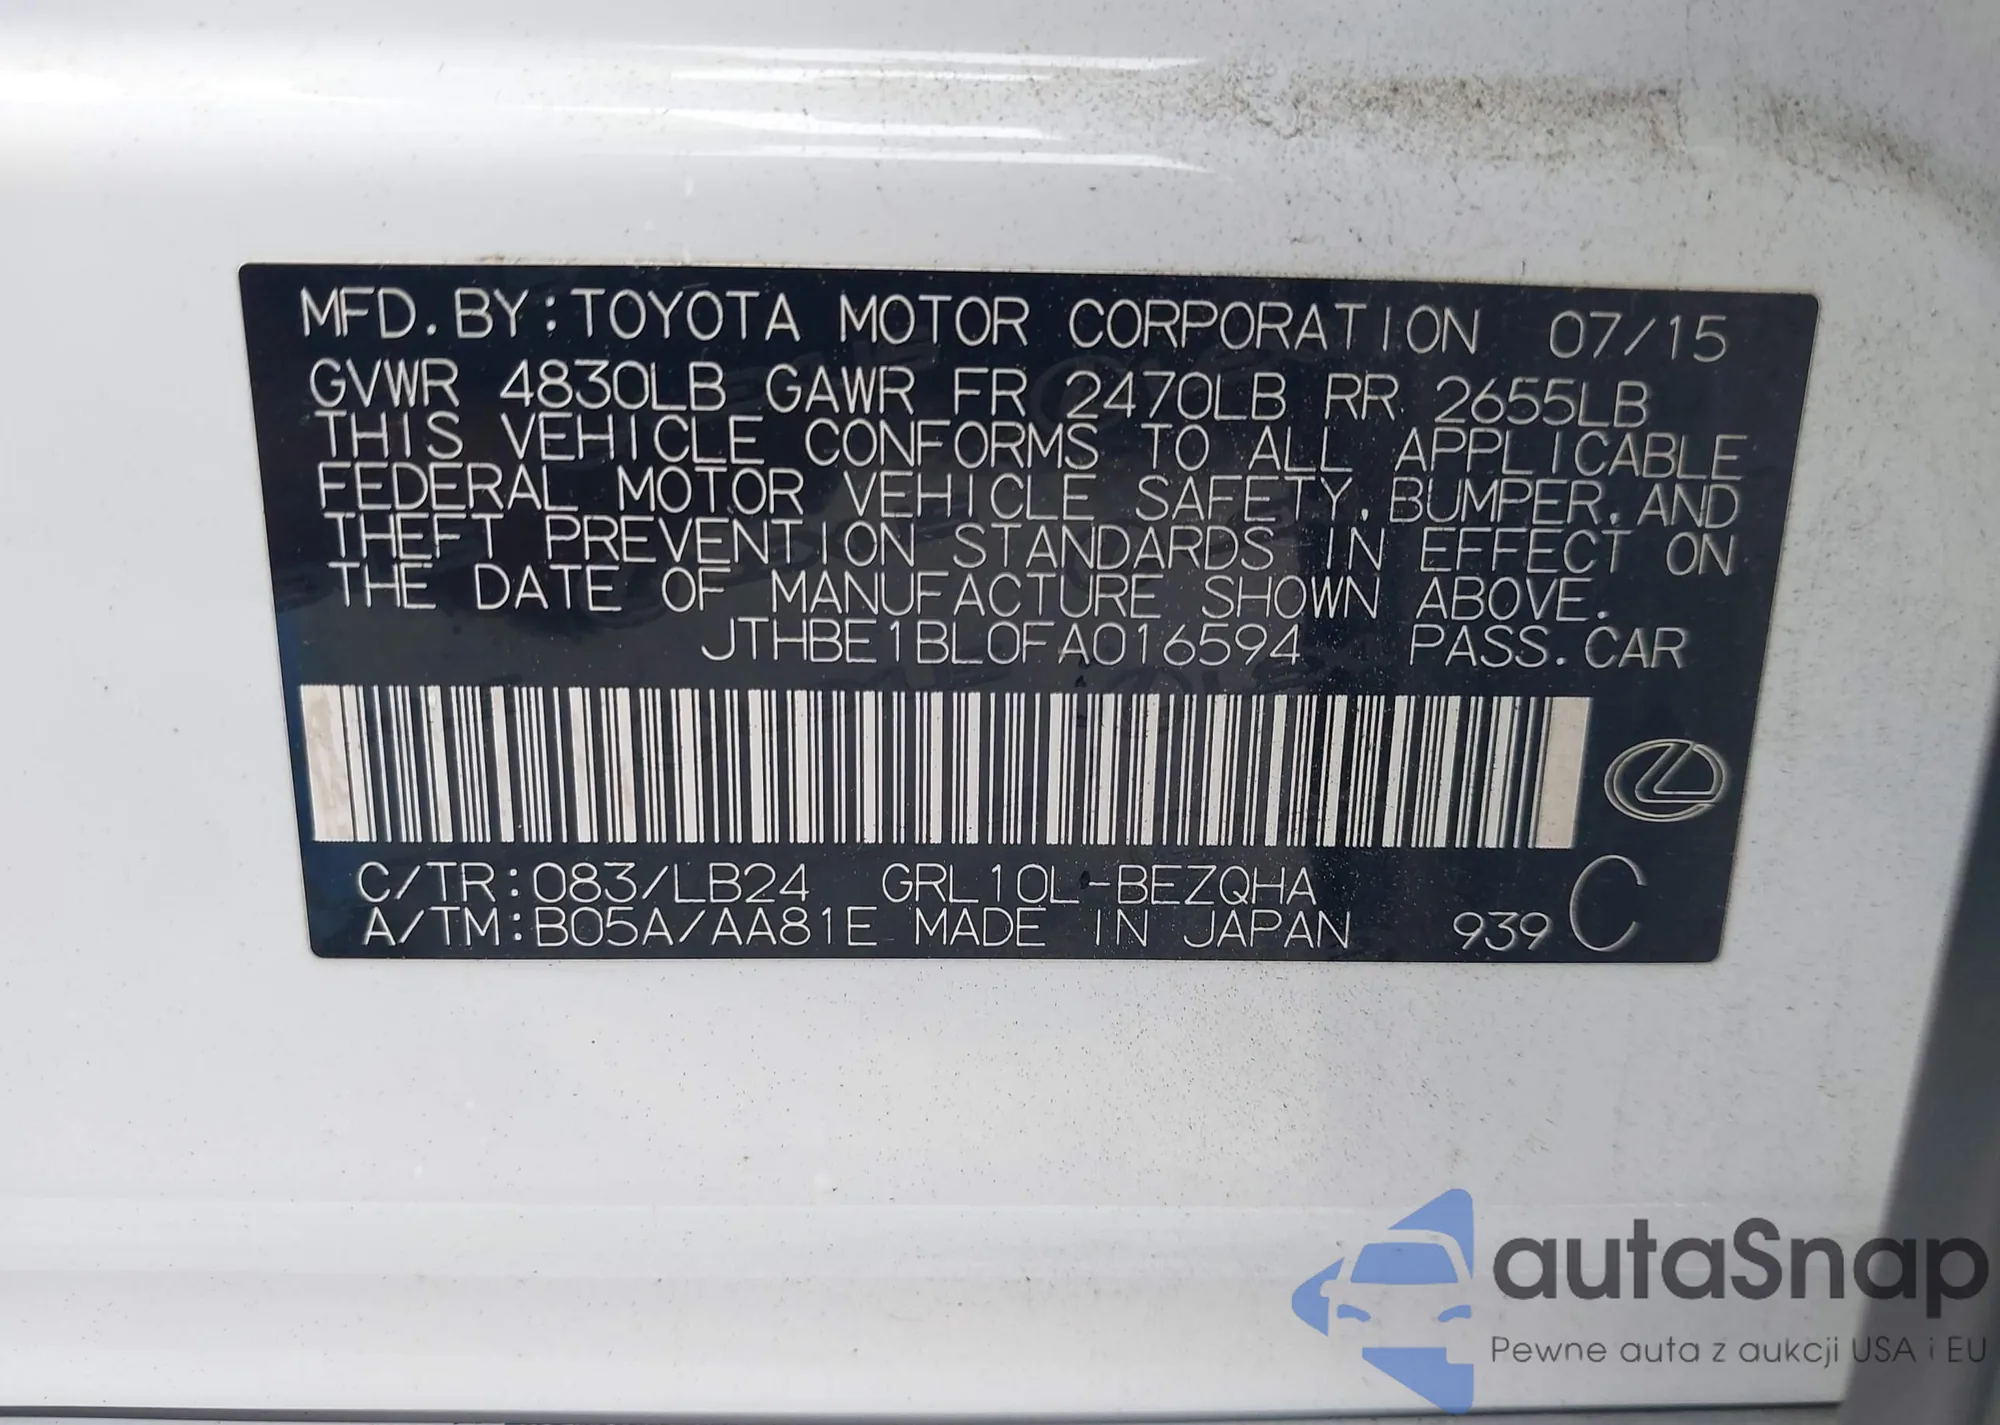 MFD. BY: TOYOTA MOTOR CORPORATION 07/15
GVWR 4830LB GAWR FR 2470LB RR 2655LB
THIS VEHICLE CONFORMS TO ALL APPLICABLE
FEDERAL MOTOR VEHICLE SAFETY, BUMPER, AND
THEFT PREVENTION STANDARDS IN EFFECT ON
THE DATE OF MANUFACTURE SHOWN ABOVE.
JTHBE1BL0FA016594 PASS. CAR
C/TR: 083/LB24 GRL10L-BEZQHA
A/TM: B05A/AA81E MADE IN JAPAN 939 C
autaSnap
Pewne auta z aukcji USA i EU